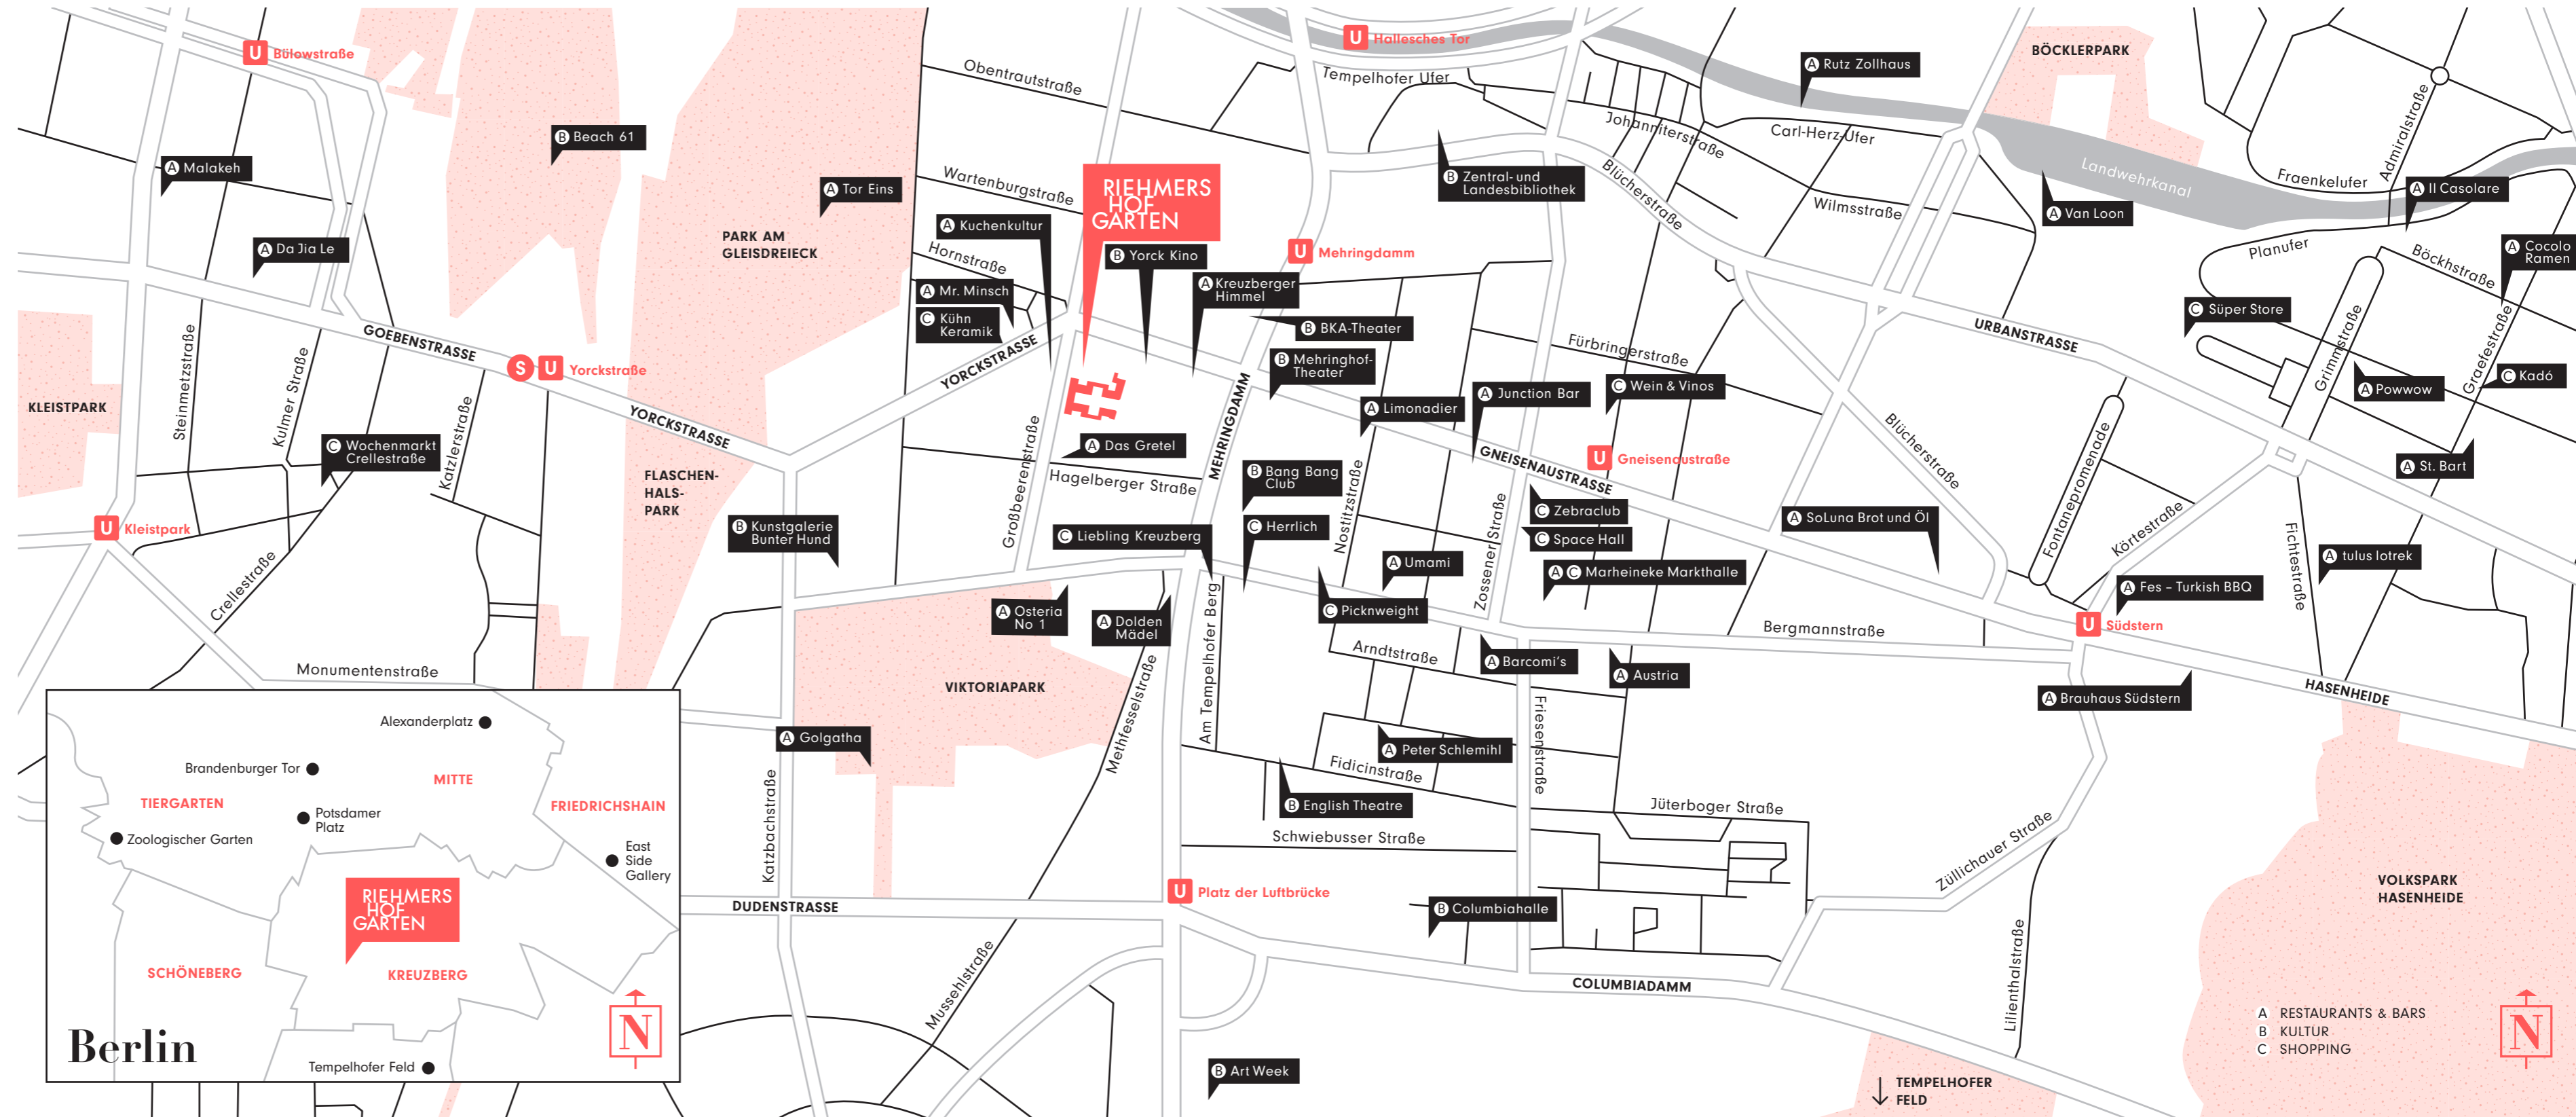 U Bülowstraße
U Hallesches Tor
BÖCKLERPARK
A Rutz Zollhaus
Obentrautstraße
Tempelhofer Ufer
Johanniterstraße
Carl-Herz-Ufer
Admiralstraße
B Beach 61
A Malakeh
A Tor Eins
Wartenburgstraße
RIEHMERS
HOF
GARTEN
B Zentral- und
Landesbibliothek
Blücherstraße
Wilmsstraße
A Van Loon
Landwehrkanal
Fraenkelufer
A Il Casolare
A Kuchenkultur
PARK AM
GLEISDREIECK
A Da Jia Le
Hornstraße
B Yorck Kino
U Mehringdamm
Planufer
Böckhstraße
A Cocolo
Ramen
A Mr. Minsch
C Kühn
Keramik
A Kreuzberger
Himmel
B BKA-Theater
C Süper Store
GOEBENSTRASSE
Steinmetzstraße
Kulmer Straße
S U Yorckstraße
YORCKSTRASSE
B Mehringhof-
Theater
Fürbringerstraße
URBANSTRASSE
Grimmstraße
Graefestraße
C Kadó
A Powwow
KLEISTPARK
Katzlerstraße
YORCKSTRASSE
MEHRINGDAMM
A Limonadier
A Junction Bar
C Wein & Vinos
Blücherstraße
C Wochenmarkt
Crellestraße
Großbeerenstraße
A Das Gretel
Hagelberger Straße
GNEISENAUSTRASSE
U Gneisenaustraße
Fontanepromenade
A St. Bart
FLASCHEN-
HALS-
PARK
B Bang Bang
Club
Nostitzstraße
Zossener Straße
C Zebraclub
A SoLuna Brot und Öl
Körtestraße
Fichtestraße
U Kleistpark
B Kunstgalerie
Bunter Hund
C Liebling Kreuzberg
C Herrlich
C Space Hall
A tulus lotrek
Crellestraße
A Umami
A C Marheineke Markthalle
A Fes – Turkish BBQ
A Osteria
No 1
A Dolden
Mädel
Am Tempelhofer Berg
C Picknweight
Bergmannstraße
U Südstern
Monumentenstraße
VIKTORIAPARK
Methfesselstraße
Arndtstraße
A Barcomi's
A Austria
A Brauhaus Südstern
HASENHEIDE
A Golgatha
Friesenstraße
A Peter Schlemihl
Fidicinstraße
Katzbachstraße
B English Theatre
Jüterboger Straße
Schwiebusser Straße
Züllichauer Straße
U Platz der Luftbrücke
DUDENSTRASSE
B Columbiahalle
VOLKSPARK
HASENHEIDE
Mussehlstraße
COLUMBIADAMM
Lilienthalstraße
B Art Week
TEMPELHOFER
FELD
A RESTAURANTS & BARS
B KULTUR
C SHOPPING
N
Alexanderplatz
Brandenburger Tor
MITTE
TIERGARTEN
FRIEDRICHSHAIN
Potsdamer
Platz
Zoologischer Garten
East
Side
Gallery
RIEHMERS
HOF
GARTEN
SCHÖNEBERG
KREUZBERG
Berlin
Tempelhofer Feld
N